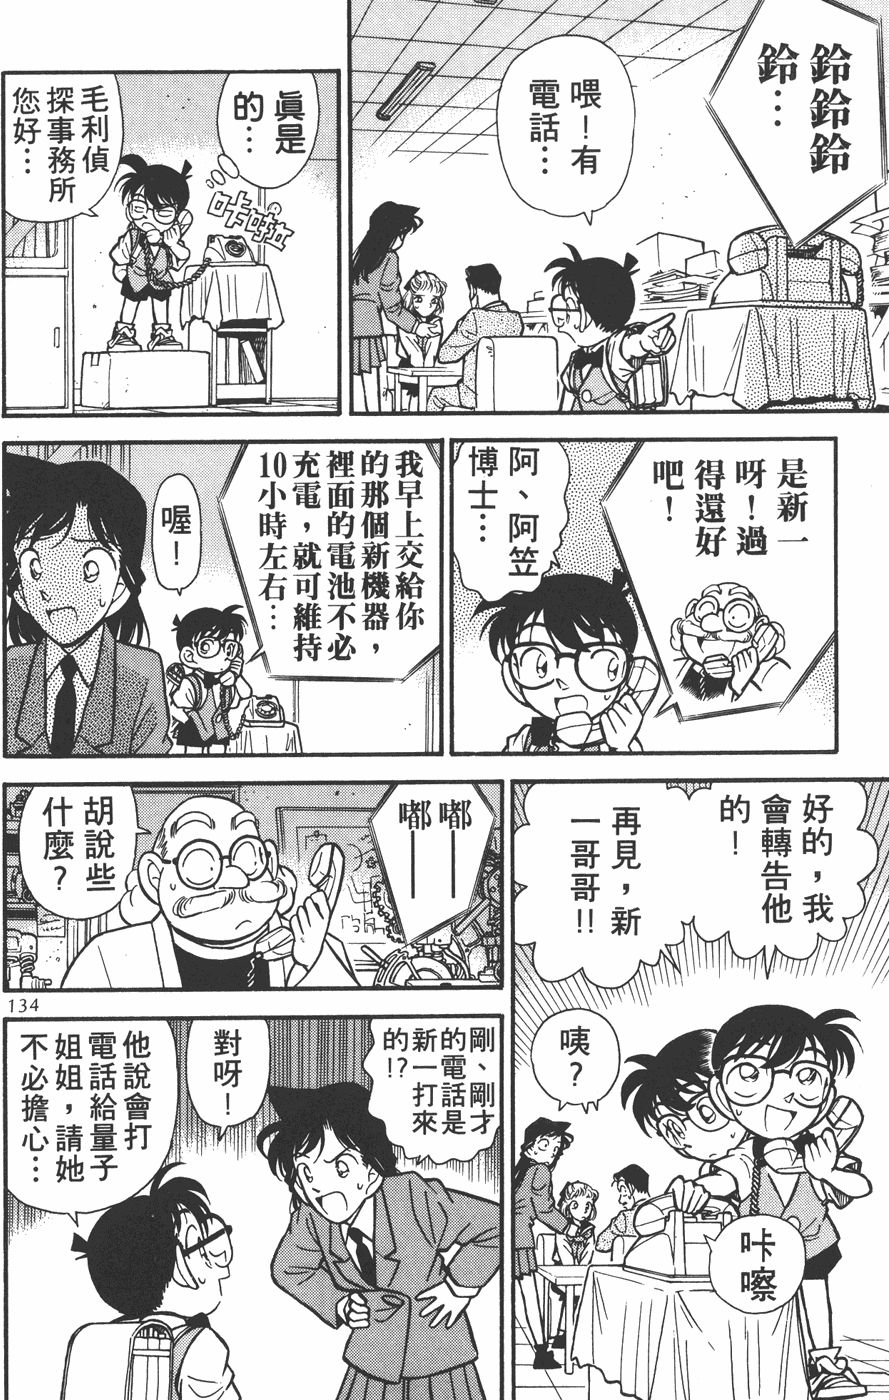 鈴鈴鈴
鈴…
喂！有
電話…
眞是
的…
咔啦
毛利偵
探事務所
您好…
是新一
呀！過
得還好
吧！
阿、阿笠
博士…
我早上交給你
的那個新機器，
裡面的電池不必
充電，就可維持
10小時左右…
喔！
好的，我
會轉告他
的！
再見，新
一哥哥!!
咦？
咔嚓
嘟——
嘟——
胡說些
什麼？
134
剛、剛才
的電話是
新一打來
的!?
對呀！
他說會打
電話給量子
姐姐，請她
不必擔心…